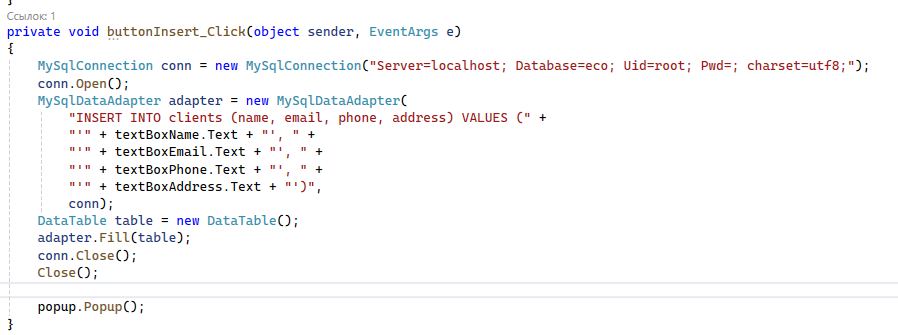 }
Ссылок: 1
private void buttonInsert_Click(object sender, EventArgs e)
{
    MySqlConnection conn = new MySqlConnection("Server=localhost; Database=eco; Uid=root; Pwd=; charset=utf8;");
    conn.Open();
    MySqlDataAdapter adapter = new MySqlDataAdapter(
        "INSERT INTO clients (name, email, phone, address) VALUES (" +
        "'" + textBoxName.Text + "', " +
        "'" + textBoxEmail.Text + "', " +
        "'" + textBoxPhone.Text + "', " +
        "'" + textBoxAddress.Text + "')",
        conn);
    DataTable table = new DataTable();
    adapter.Fill(table);
    conn.Close();
    Close();
    popup.Popup();
}